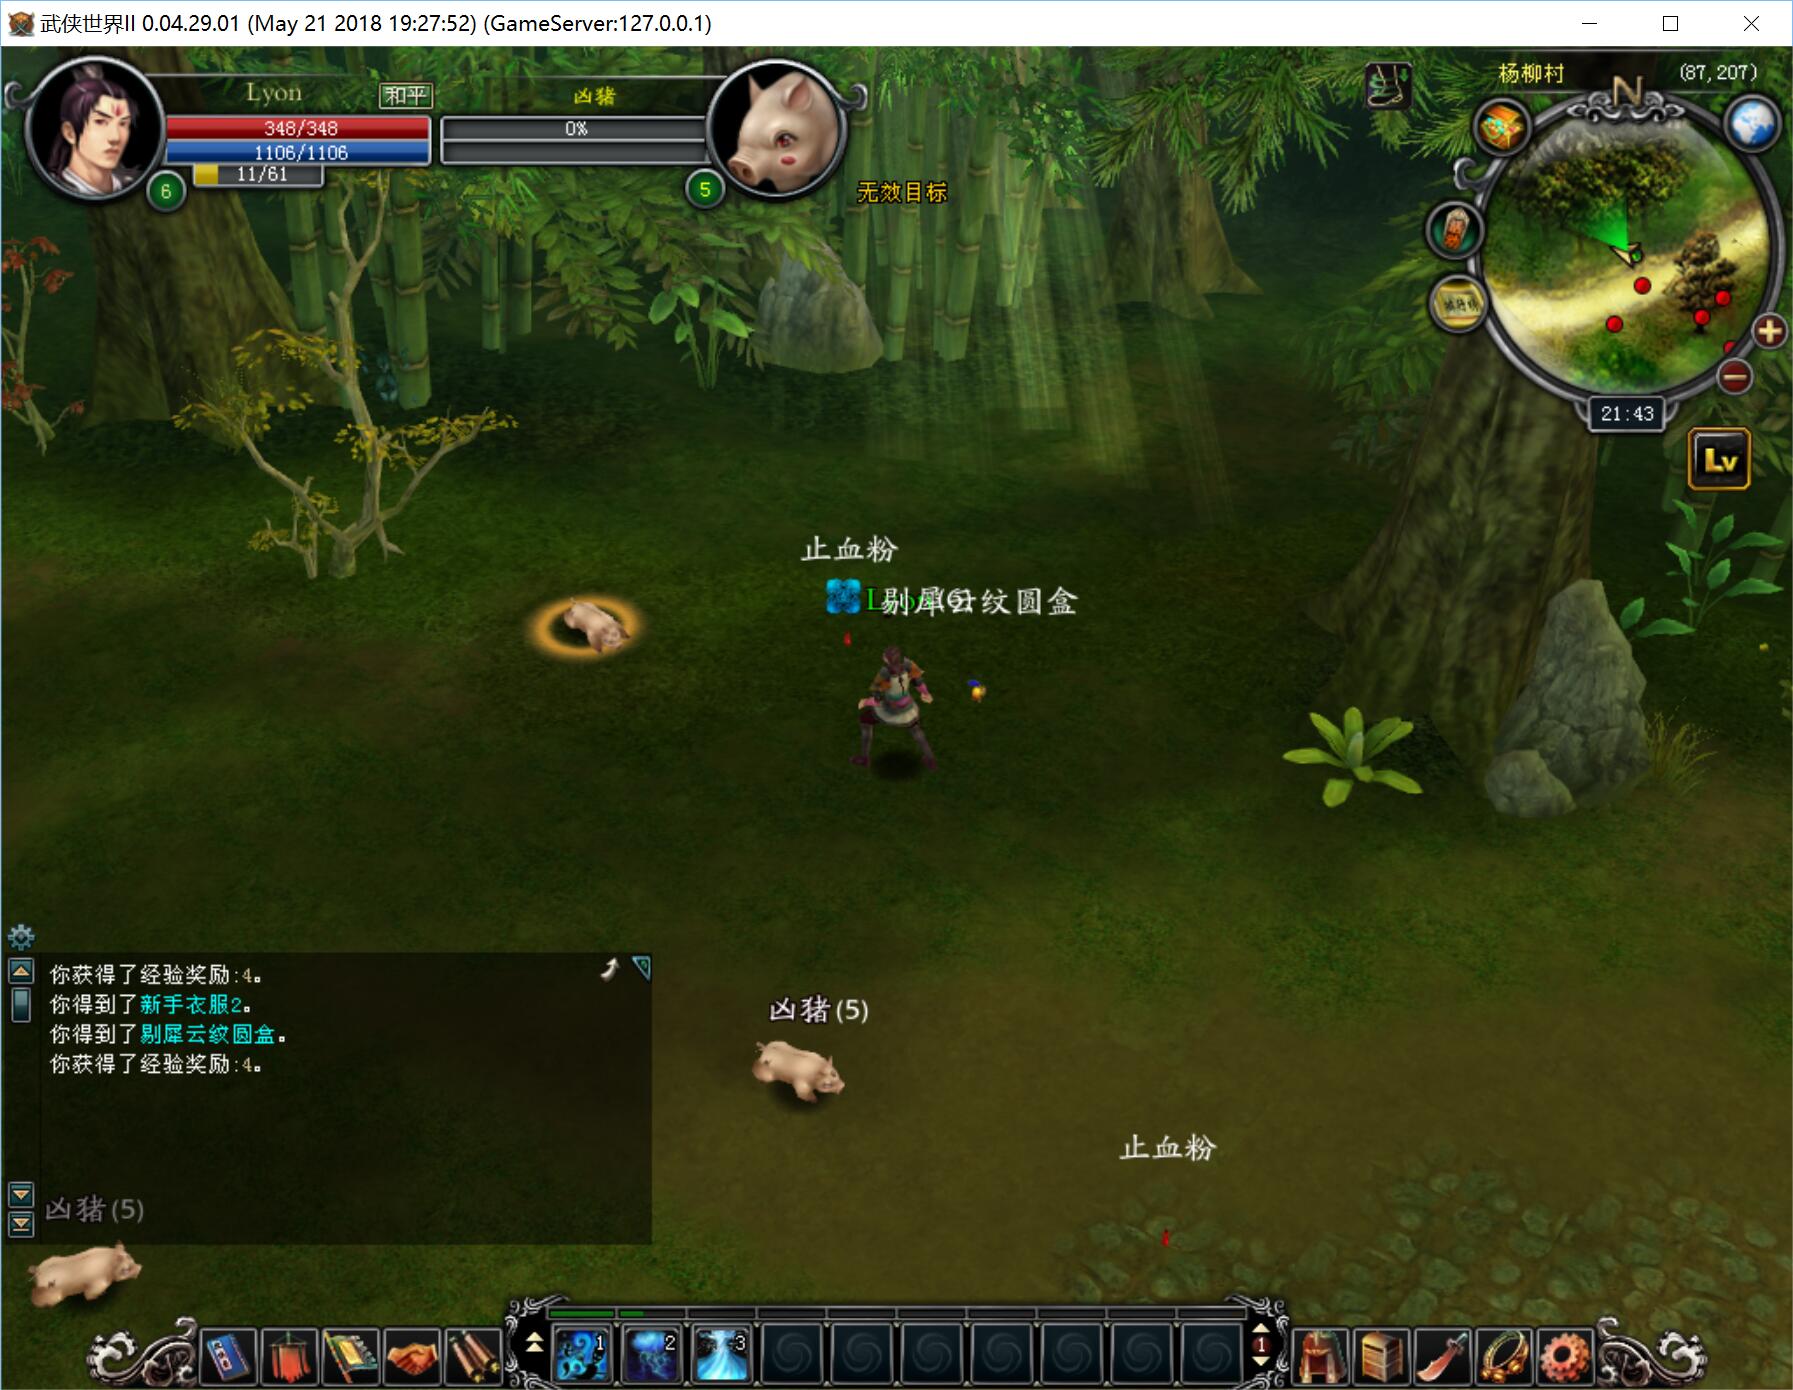 武侠世界II 0.04.29.01 (May 21 2018 19:27:52) (GameServer:127.0.0.1)
Lyon
和平
凶猪
杨柳村
(87,207)
N
348/348
0%
1106/1106
11/61
6
5
无效目标
21:43
Lv
止血粉
剔犀云纹圆盒
你获得了经验奖励:4。
你得到了新手衣服2。
你得到了剔犀云纹圆盒。
你获得了经验奖励:4。
凶猪(5)
止血粉
凶猪(5)
1
2
3
1